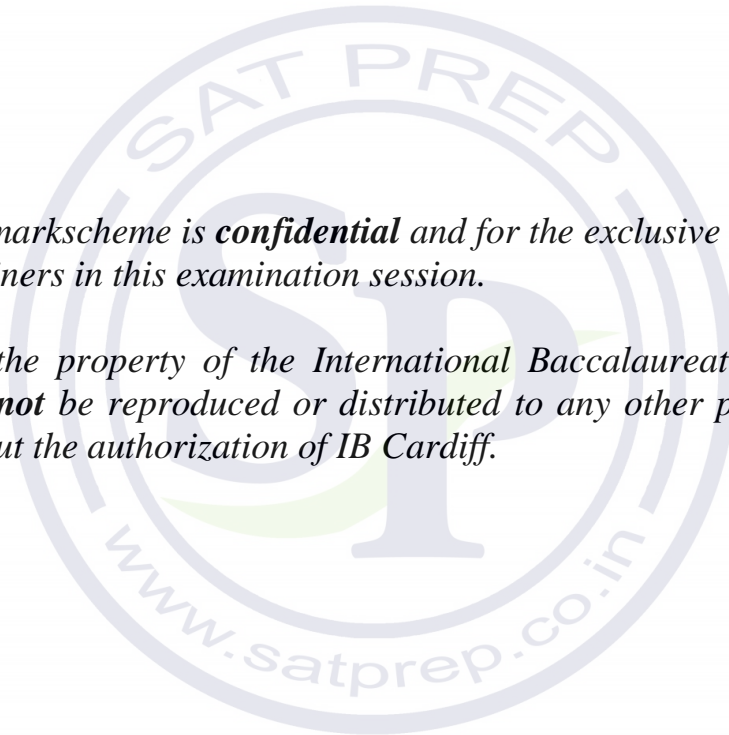 SAT PREP
markscheme is confidential and for the exclusive
iners in this examination session.
the property of the International Baccalaureat
not be reproduced or distributed to any other p
ut the authorization of IB Cardiff.
SP
www.satprep.co.in